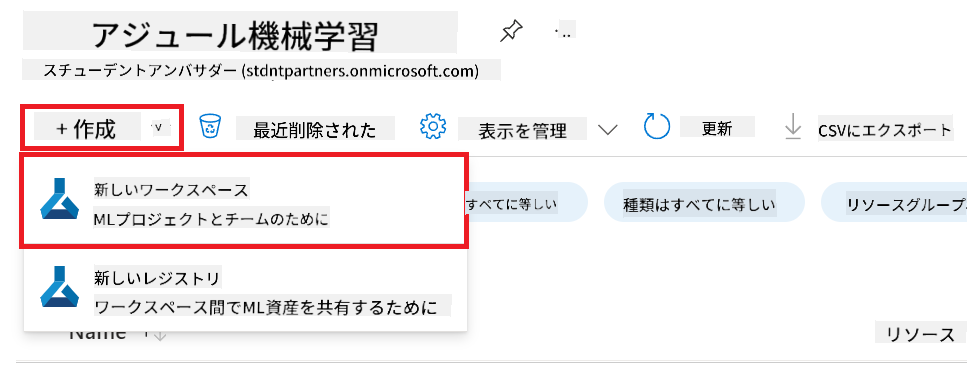 アジュール機械学習
スチューデントアンバサダー (stdntpartners.onmicrosoft.com)
+ 作成 最近削除された 表示を管理 更新 CSVにエクスポート
新しいワークスペース
MLプロジェクトとチームのために
すべてに等しい 種類はすべてに等しい リソースグループ
新しいレジストリ
ワークスペース間でML資産を共有するために
Name リソース